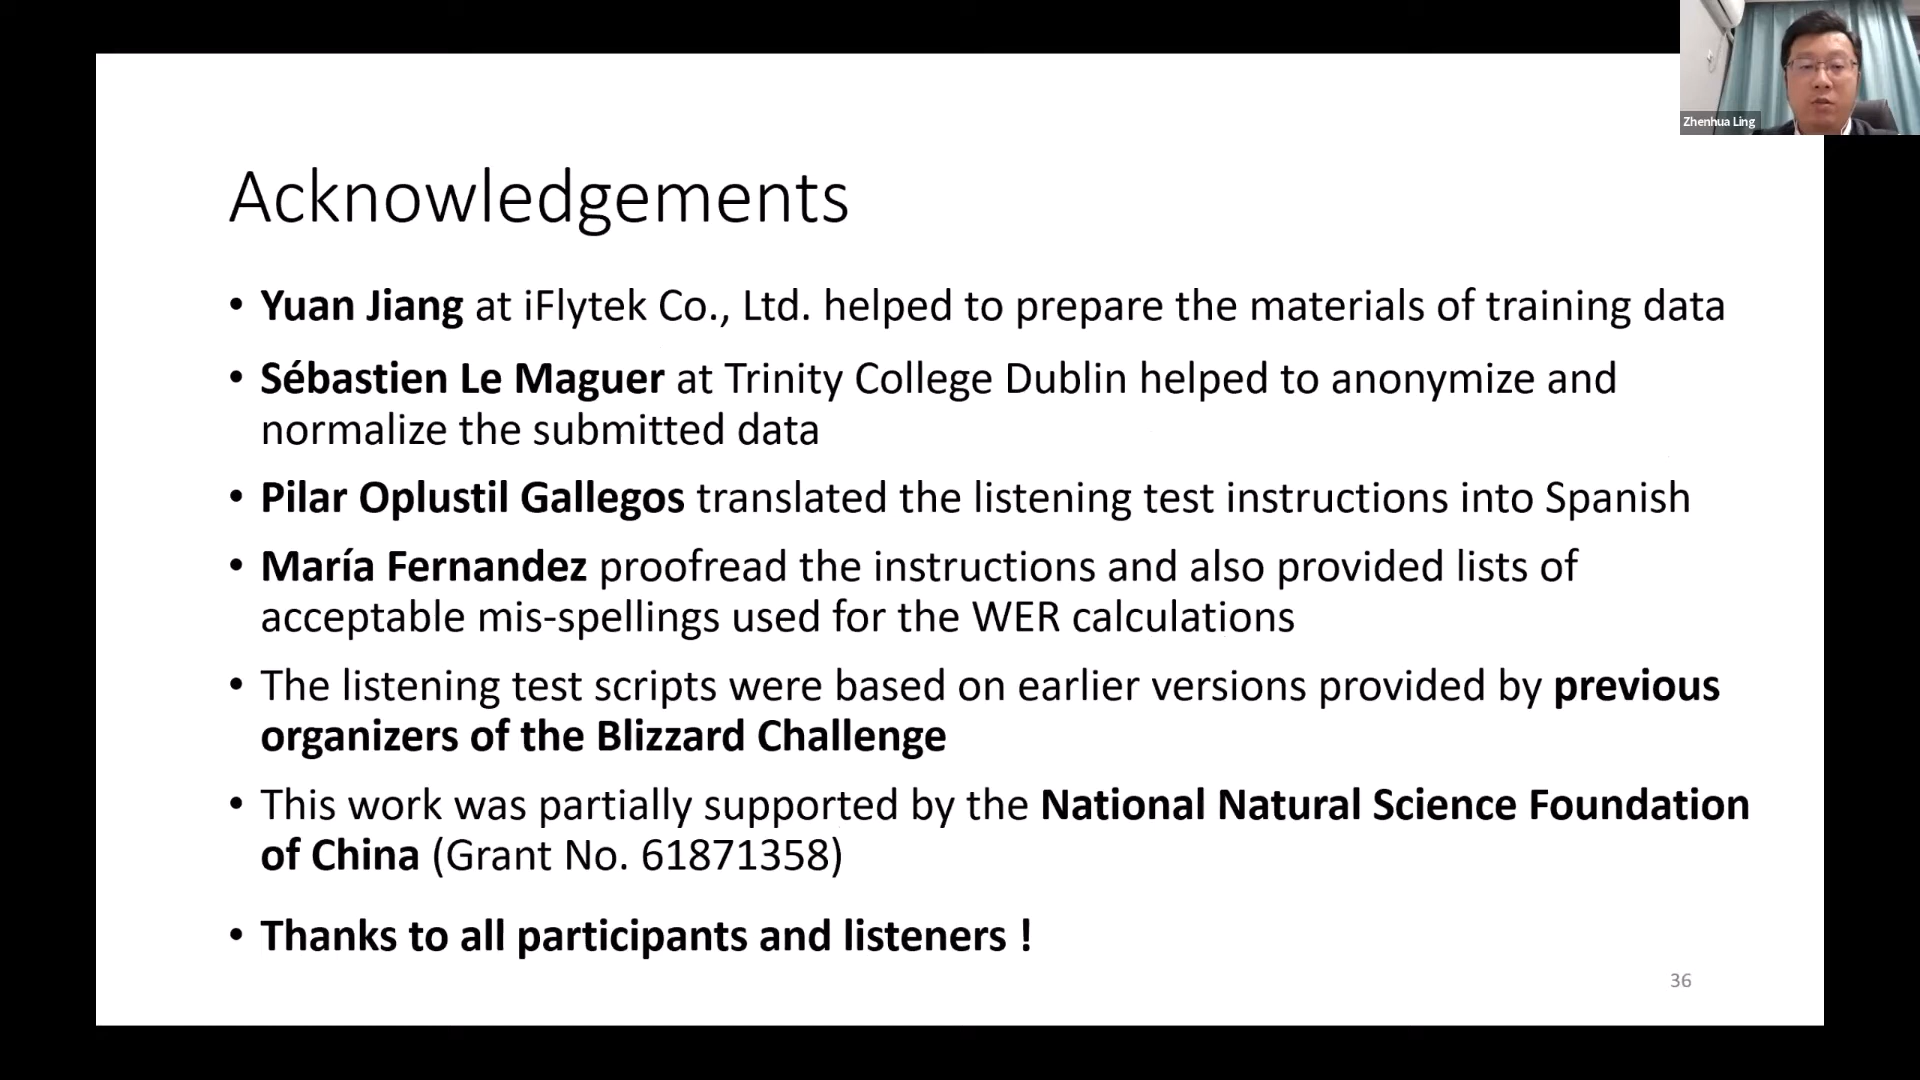 Zhenhua Ling
Acknowledgements
• Yuan Jiang at iFlytek Co., Ltd. helped to prepare the materials of training data
• Sébastien Le Maguer at Trinity College Dublin helped to anonymize and
normalize the submitted data
• Pilar Oplustil Gallegos translated the listening test instructions into Spanish
• María Fernandez proofread the instructions and also provided lists of
acceptable mis-spellings used for the WER calculations
• The listening test scripts were based on earlier versions provided by previous
organizers of the Blizzard Challenge
• This work was partially supported by the National Natural Science Foundation
of China (Grant No. 61871358)
• Thanks to all participants and listeners !
36